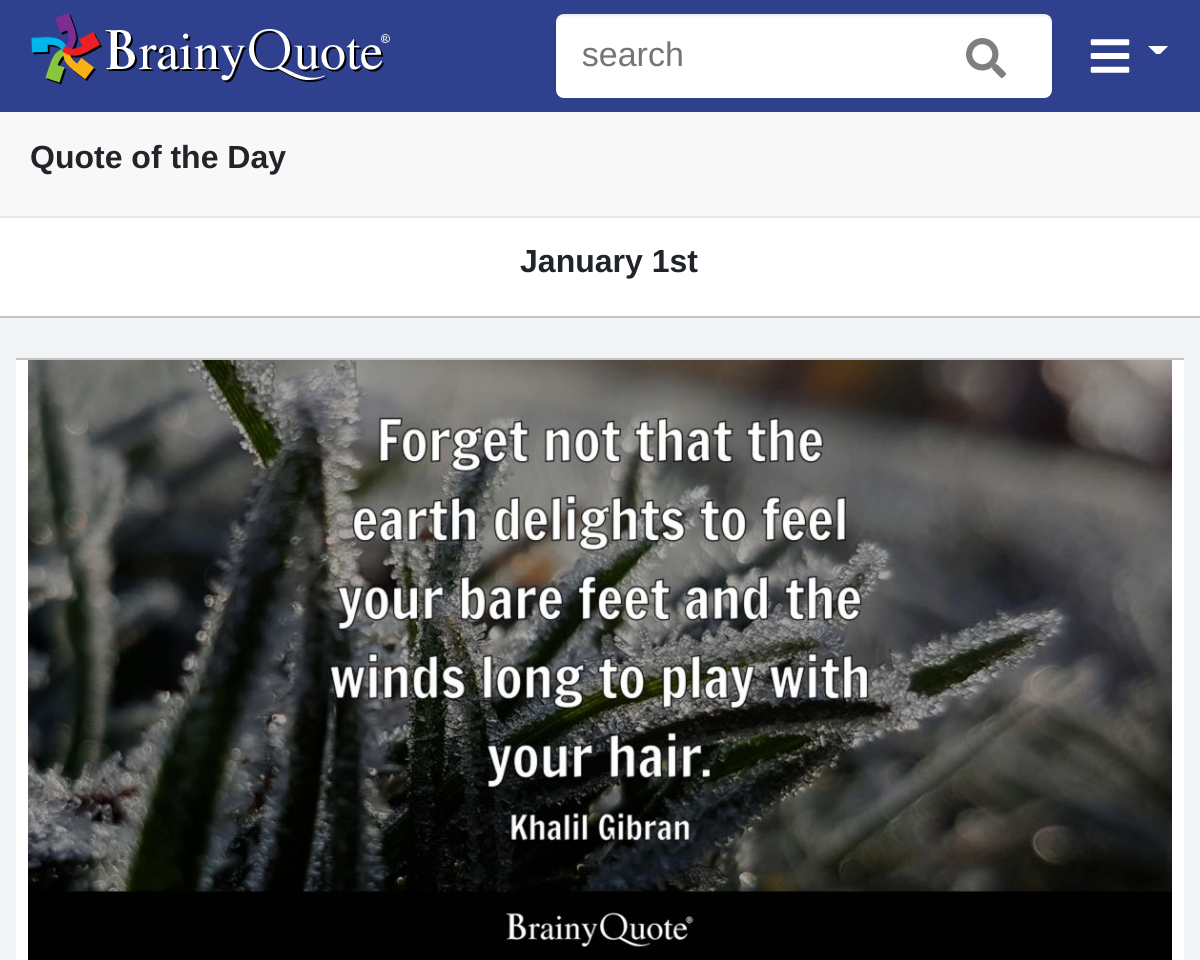 BrainyQuote®
search
Quote of the Day
January 1st
Forget not that the
earth delights to feel
your bare feet and the
winds long to play with
your hair.
Khalil Gibran
BrainyQuote®